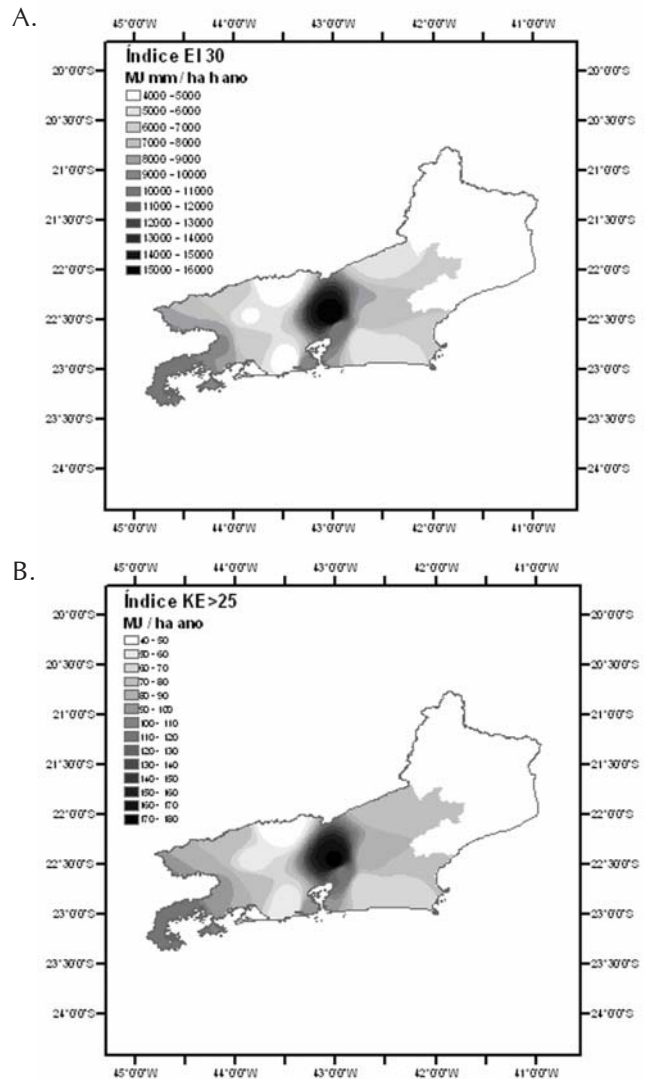 A.
Índice EI 30
MJ mm / ha h ano
4000 - 5000
5000 - 6000
6000 - 7000
7000 - 8000
8000 - 9000
9000 - 10000
10000 - 11000
11000 - 12000
12000 - 13000
13000 - 14000
14000 - 15000
15000 - 16000
20°0'0"S
20°30'0"S
21°0'0"S
21°30'0"S
22°0'0"S
22°30'0"S
23°0'0"S
23°30'0"S
24°0'0"S
45°0'0"W 44°0'0"W 43°0'0"W 42°0'0"W 41°0'0"W
20°0'0"S
20°30'0"S
21°0'0"S
21°30'0"S
22°0'0"S
22°30'0"S
23°0'0"S
23°30'0"S
24°0'0"S
45°0'0"W 44°0'0"W 43°0'0"W 42°0'0"W 41°0'0"W
B.
45°0'0"W 44°0'0"W 43°0'0"W 42°0'0"W 41°0'0"W
Índice KE>25
MJ / ha ano
40 - 50
50 - 60
60 - 70
70 - 80
80 - 90
90 - 100
100 - 110
110 - 120
120 - 130
130 - 140
140 - 150
150 - 160
160 - 170
170 - 180
20°0'0"S
20°30'0"S
21°0'0"S
21°30'0"S
22°0'0"S
22°30'0"S
23°0'0"S
23°30'0"S
24°0'0"S
20°0'0"S
20°30'0"S
21°0'0"S
21°30'0"S
22°0'0"S
22°30'0"S
23°0'0"S
23°30'0"S
24°0'0"S
45°0'0"W 44°0'0"W 43°0'0"W 42°0'0"W 41°0'0"W